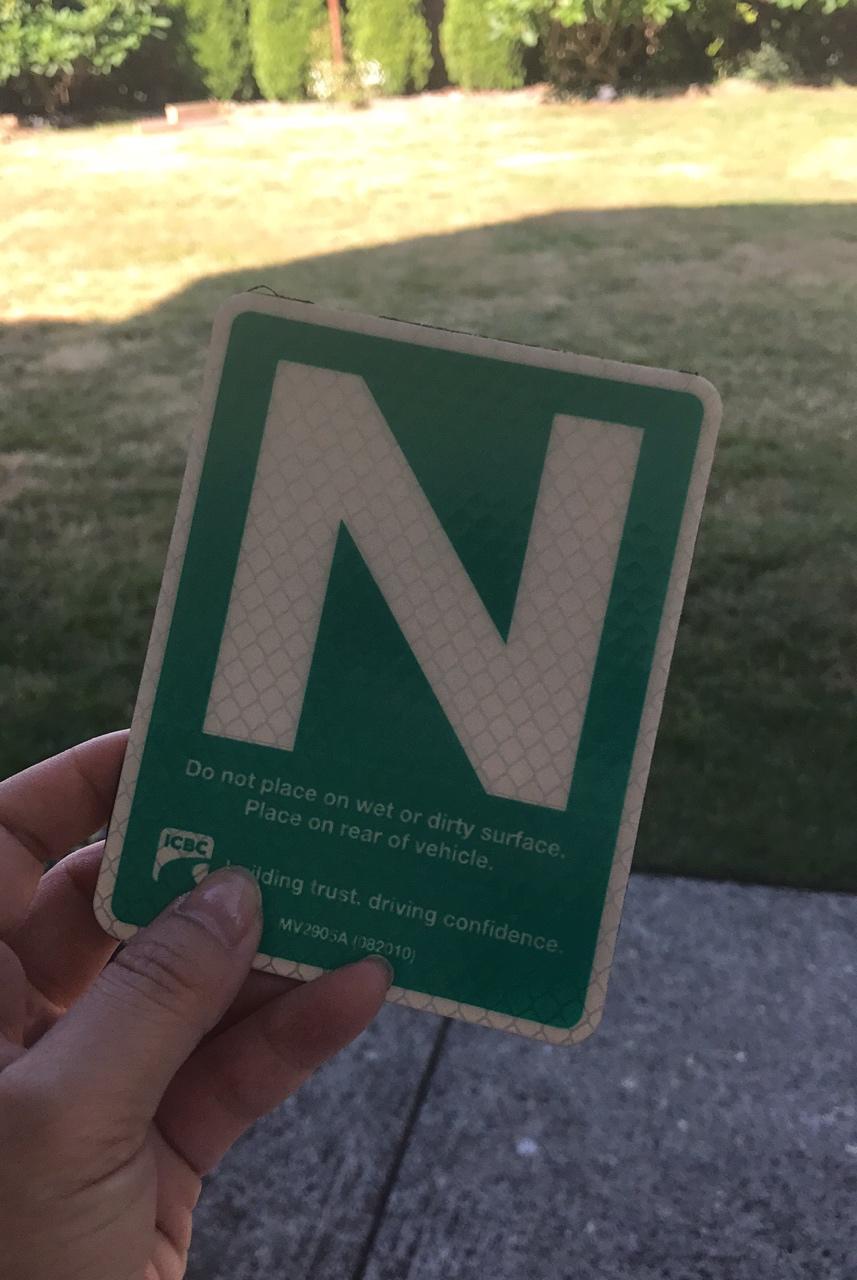 N
Do not place on wet or dirty surface.
Place on rear of vehicle.
ICBC
building trust. driving confidence.
MV2905A (082010)